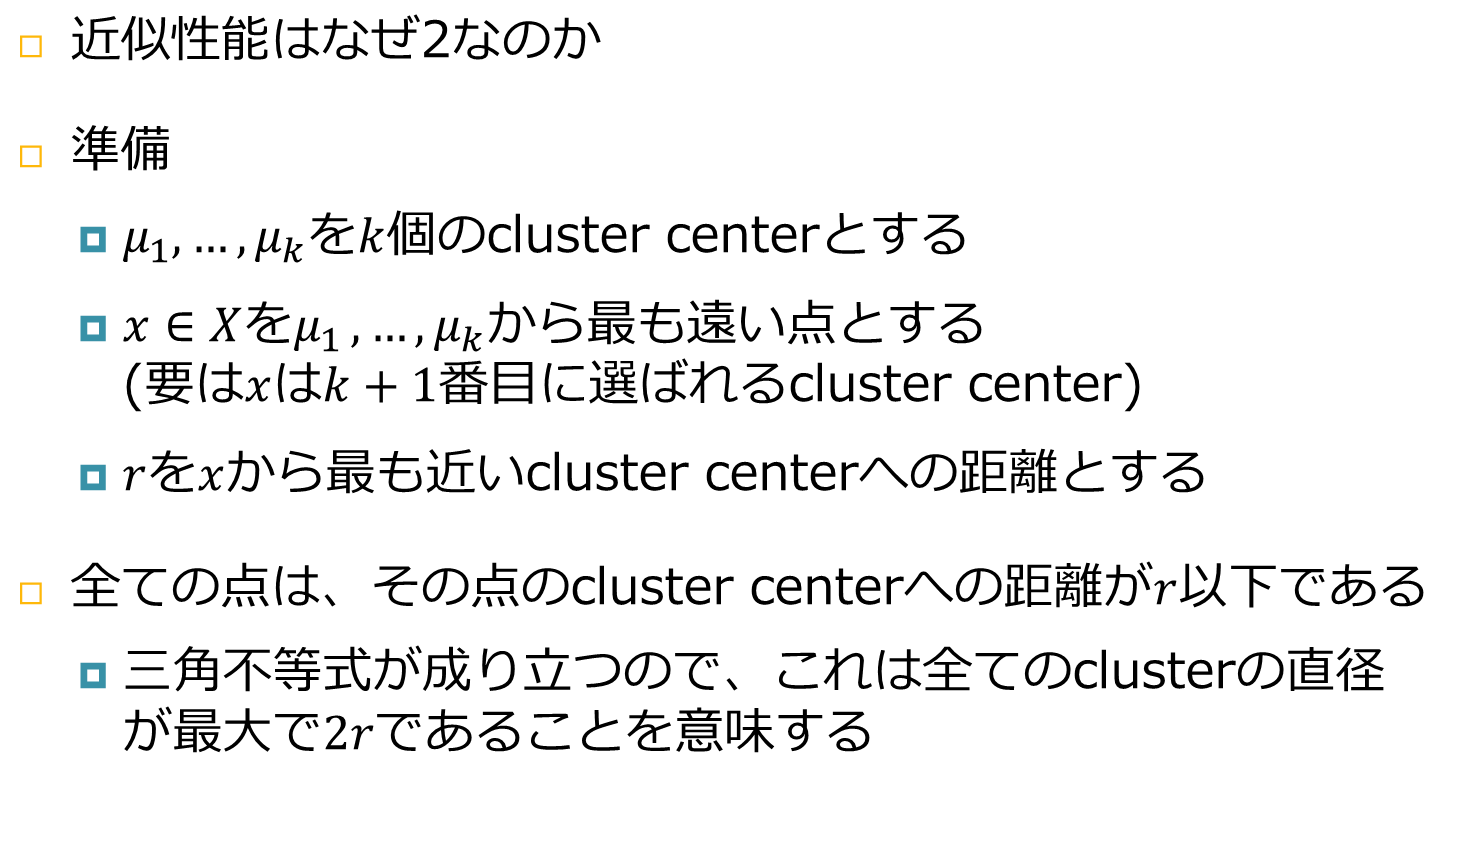 近似性能はなぜ2なのか
準備
μ₁, … , μₖをk個のcluster centerとする
x ∈ Xをμ₁ , … , μₖから最も遠い点とする
(要はxはk + 1番目に選ばれるcluster center)
rをxから最も近いcluster centerへの距離とする
全ての点は、その点のcluster centerへの距離がr以下である
三角不等式が成り立つので、これは全てのclusterの直径
が最大で2rであることを意味する